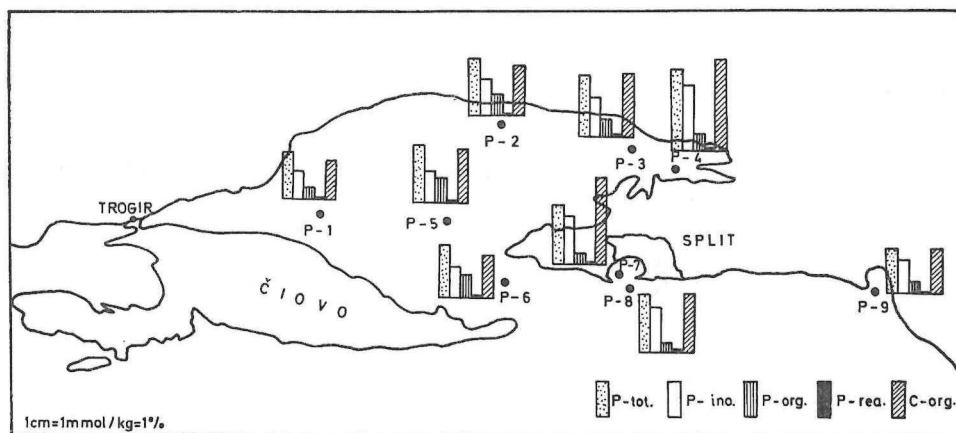 P-2
P-3
P-4
P-1
P-5
TROGIR
ČIOVO
P-6
P-7
P-8
SPLIT
P-9
P-tot.
P-ino.
P-org.
P-rea.
C-org.
1cm=1mmol/kg=1%